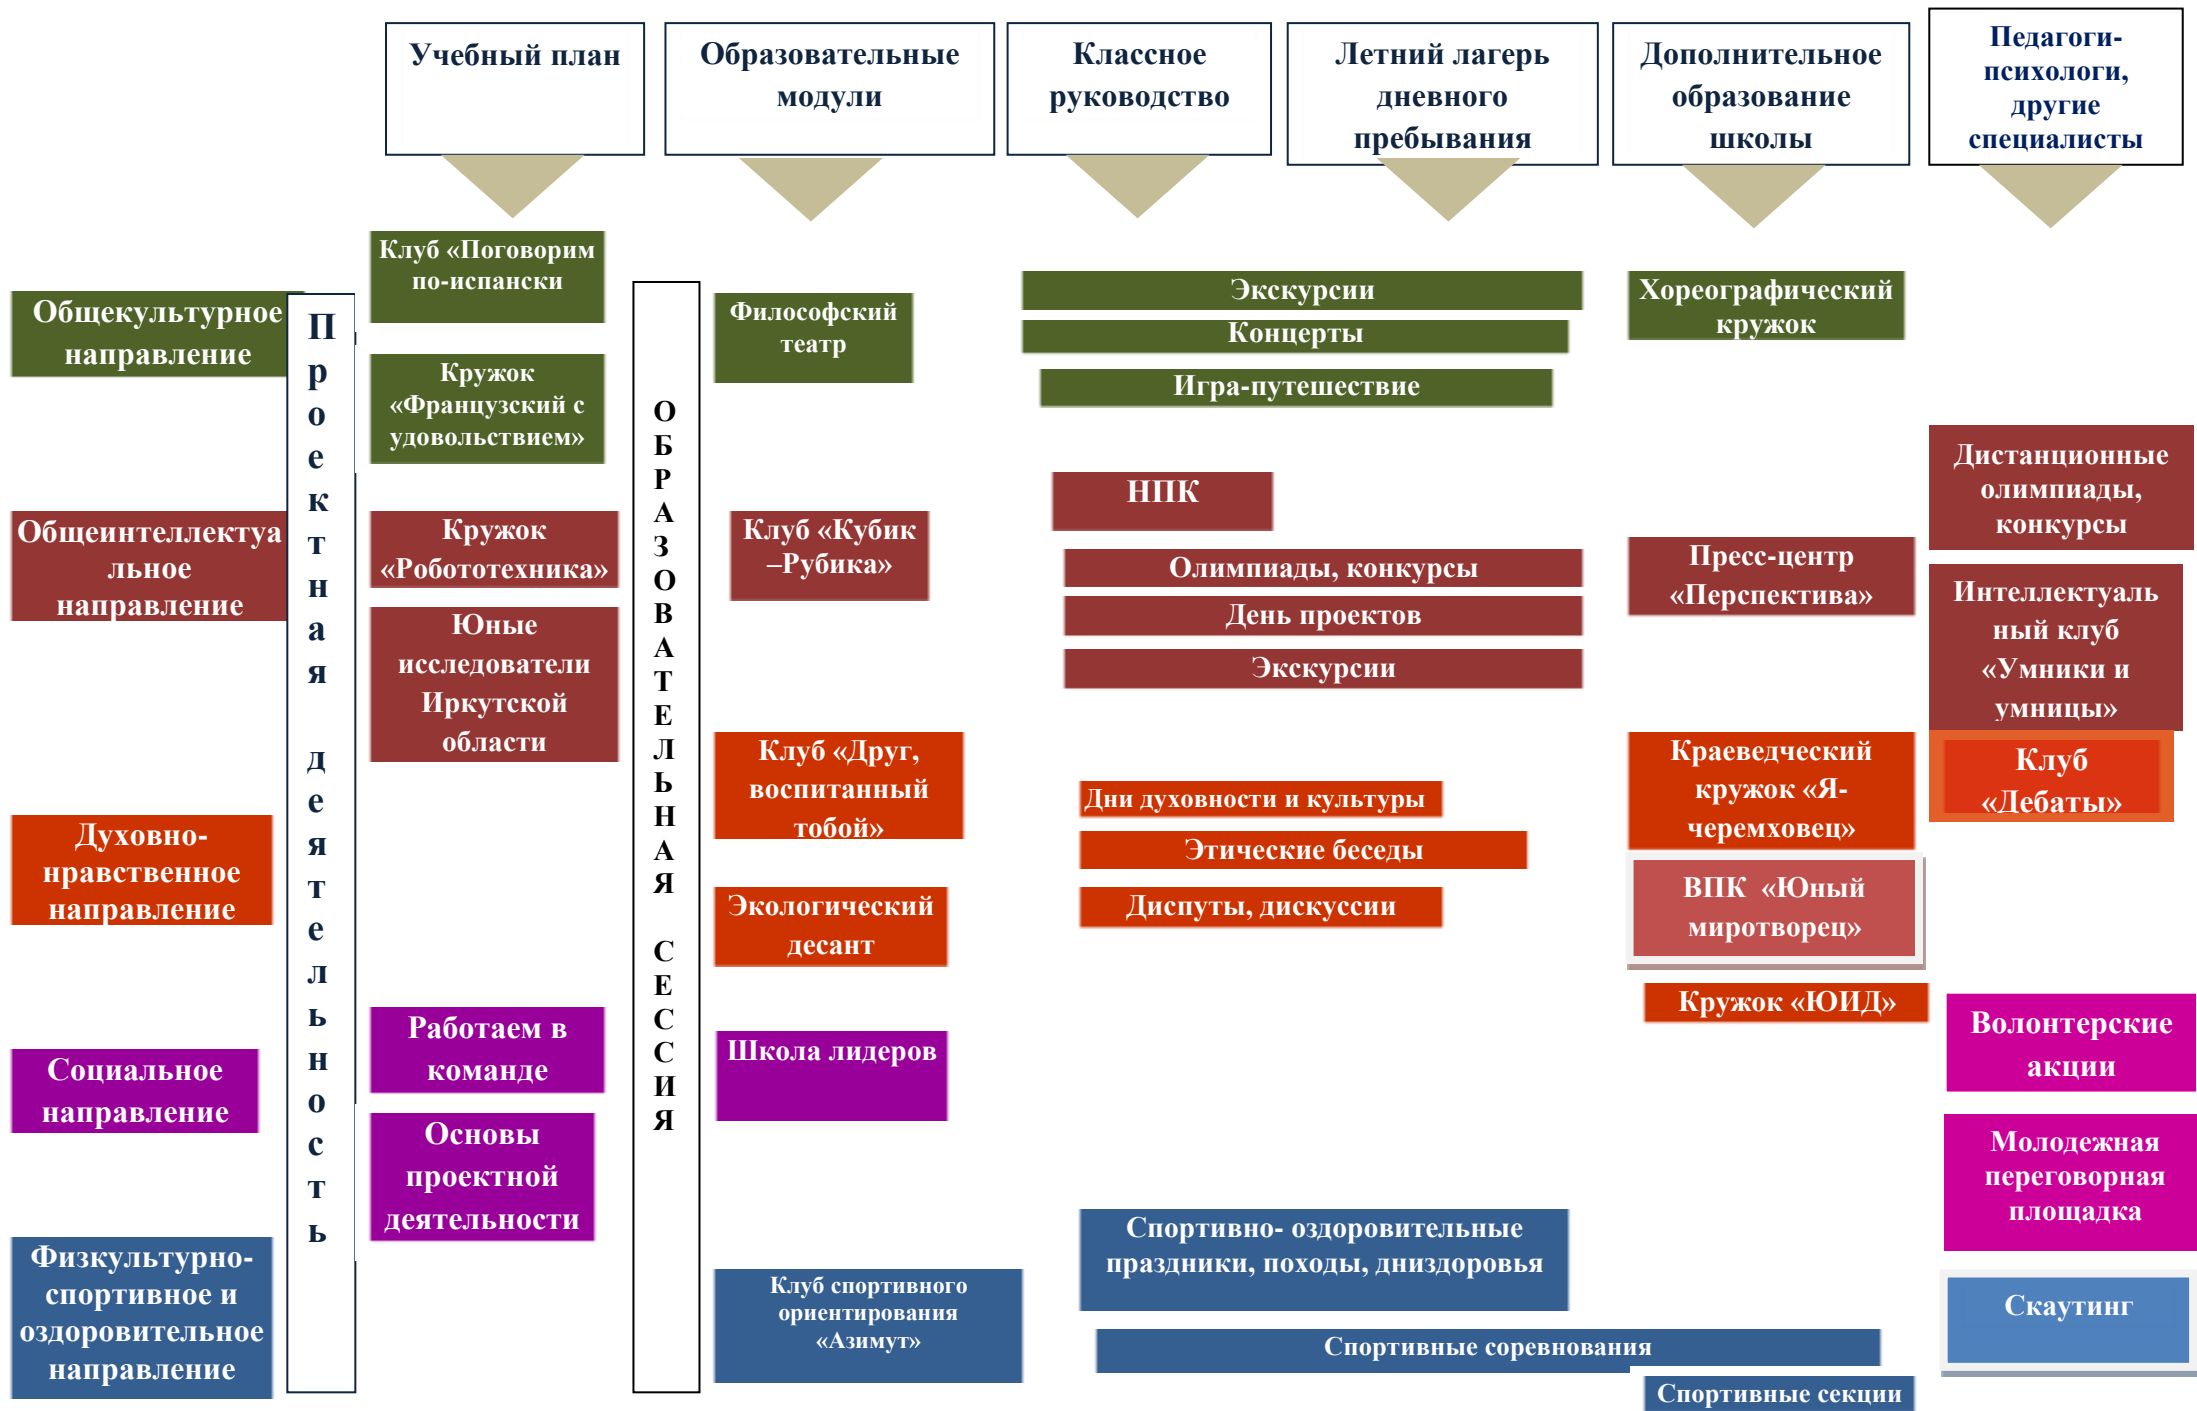 Учебный план
Образовательные
модули
Классное
руководство
Летний лагерь
дневного
пребывания
Дополнительное
образование
школы
Педагоги-
психологи,
другие
специалисты
Общекультурное
направление
Общеинтеллектуа
льное
направление
Духовно-
нравственное
направление
Социальное
направление
Физкультурно-
спортивное и
оздоровительное
направление
Проектная деятельность
Клуб «Поговорим
по-испански
Кружок
«Французский с
удовольствием»
Кружок
«Робототехника»
Юные
исследователи
Иркутской
области
Работаем в
команде
Основы
проектной
деятельности
ОБРАЗОВАТЕЛЬНАЯ СЕССИЯ
Философский
театр
Клуб «Кубик
–Рубика»
Клуб «Друг,
воспитанный
тобой»
Экологический
десант
Школа лидеров
Клуб спортивного
ориентирования
«Азимут»
Экскурсии
Концерты
Игра-путешествие
НПК
Олимпиады, конкурсы
День проектов
Экскурсии
Дни духовности и культуры
Этические беседы
Диспуты, дискуссии
Спортивно- оздоровительные
праздники, походы, дниздоровья
Спортивные соревнования
Хореографический
кружок
Пресс-центр
«Перспектива»
Краеведческий
кружок «Я-
черемховец»
ВПК «Юный
миротворец»
Кружок «ЮИД»
Спортивные секции
Дистанционные
олимпиады,
конкурсы
Интеллектуаль
ный клуб
«Умники и
умницы»
Клуб
«Дебаты»
Волонтерские
акции
Молодежная
переговорная
площадка
Скаутинг